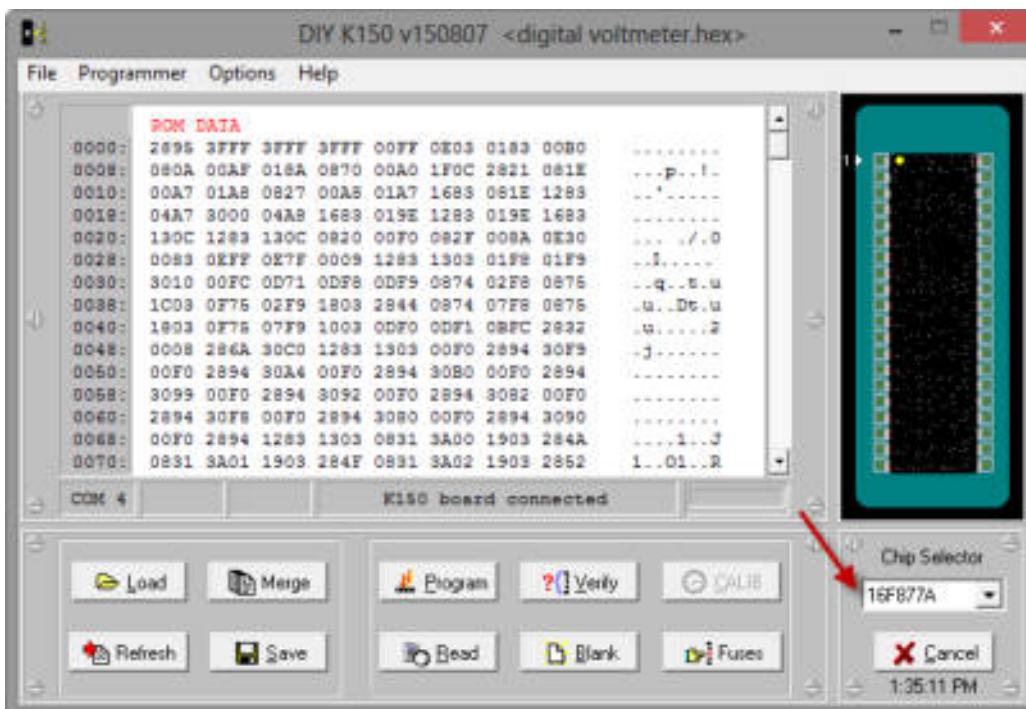 DIY K150 v150807 <digital voltmeter.hex>
File Programmer Options Help
ROM DATA
0000: 2895 3FFF 3FFF 3FFF 00FF 0E03 0183 00B0 ........
0008: 080A 00AF 018A 0870 00A0 1F0C 2821 081E ...p..!.
0010: 00A7 01A8 0827 00A8 01A7 1683 081E 1283 ..'.....
0018: 04A7 3000 04A8 1683 019E 1283 019E 1683 ........
0020: 130C 1283 130C 0820 00F0 082F 008A 0E30 ... ./.0
0028: 0083 0EFF 0E7F 0009 1283 1303 01F8 01F9
0030: 3010 00FC 0D71 0DF8 0DF9 0874 02F8 0875 ..q..t.u
0038: 1C03 0F75 02F9 1803 2844 0874 07F8 0875 .u..Dt.u
0040: 1803 0F75 07F9 1003 0DF0 0DF1 0BFC 2832 .u.....2
0048: 0008 286A 30C0 1283 1303 00F0 2894 30F9 .j......
0050: 00F0 2894 30A4 00F0 2894 30B0 00F0 2894 ........
0058: 3099 00F0 2894 3092 00F0 2894 3082 00F0 ........
0060: 2894 30F8 00F0 2894 3080 00F0 2894 3090 ........
0068: 00F0 2894 1283 1303 0831 3A00 1903 284A .....1..J
0070: 0831 3A01 1903 284F 0831 3A02 1903 2852 1..O1..R
COM 4
K150 board connected
1
Load
Merge
Program
?() Verify
CALIB
Chip Selector
16F877A
Refresh
Save
Read
Blank
Fuses
Cancel
1:35:11 PM